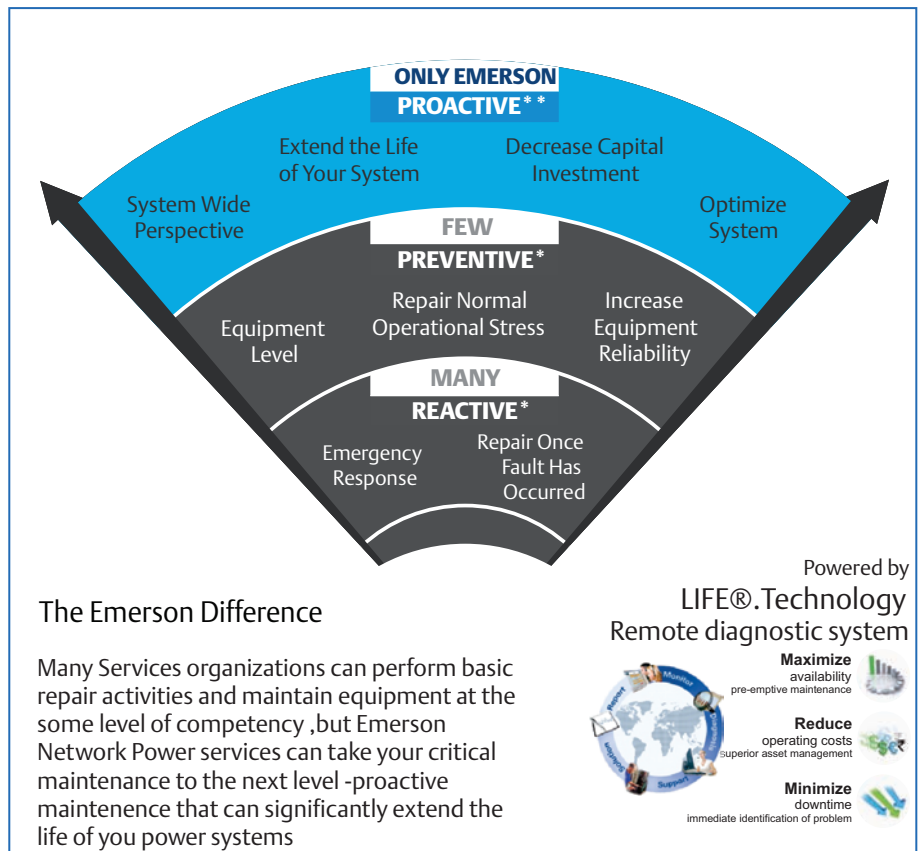 ONLY EMERSON
PROACTIVE**
Extend the Life
of Your System
Decrease Capital
Investment
System Wide
Perspective
Optimize
System
FEW
PREVENTIVE*
Equipment
Level
Repair Normal
Operational Stress
Increase
Equipment
Reliability
MANY
REACTIVE*
Emergency
Response
Repair Once
Fault Has
Occurred
The Emerson Difference
Many Services organizations can perform basic
repair activities and maintain equipment at the
some level of competency ,but Emerson
Network Power services can take your critical
maintenance to the next level -proactive
maintenence that can significantly extend the
life of you power systems
Powered by
LIFE®.Technology
Remote diagnostic system
Report
Monitor
Solution
Support
Maximize
availability
pre-emptive maintenance
Reduce
operating costs
superior asset management
Minimize
downtime
immediate identification of problem